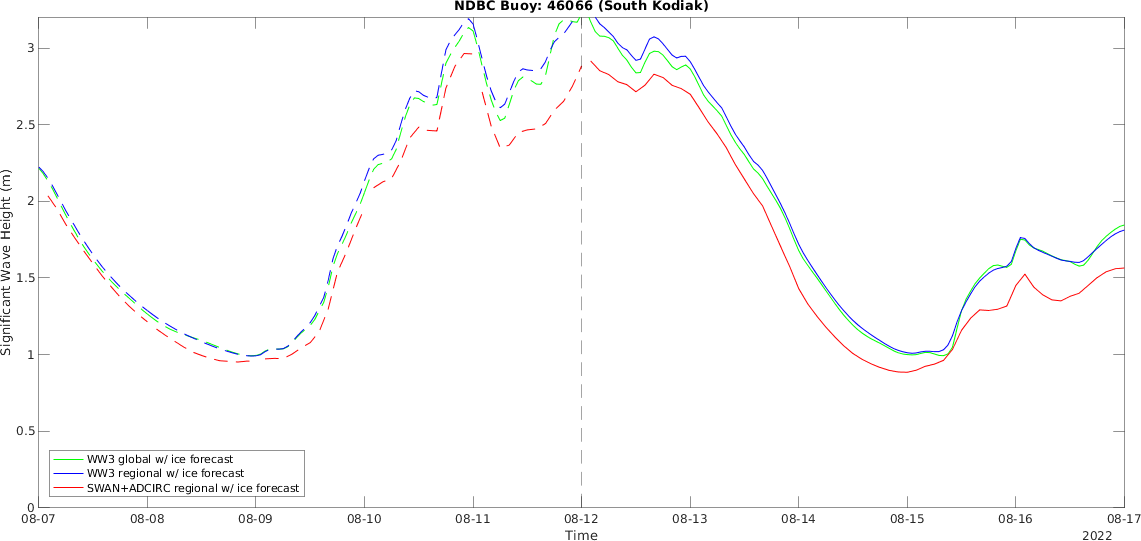 NDBC Buoy: 46066 (South Kodiak)
3
2.5
2
1.5
1
0.5
0
Significant Wave Height (m)
WW3 global w/ ice forecast
WW3 regional w/ ice forecast
SWAN+ADCIRC regional w/ ice forecast
08-07 08-08 08-09 08-10 08-11 08-12 08-13 08-14 08-15 08-16 08-17
Time
2022